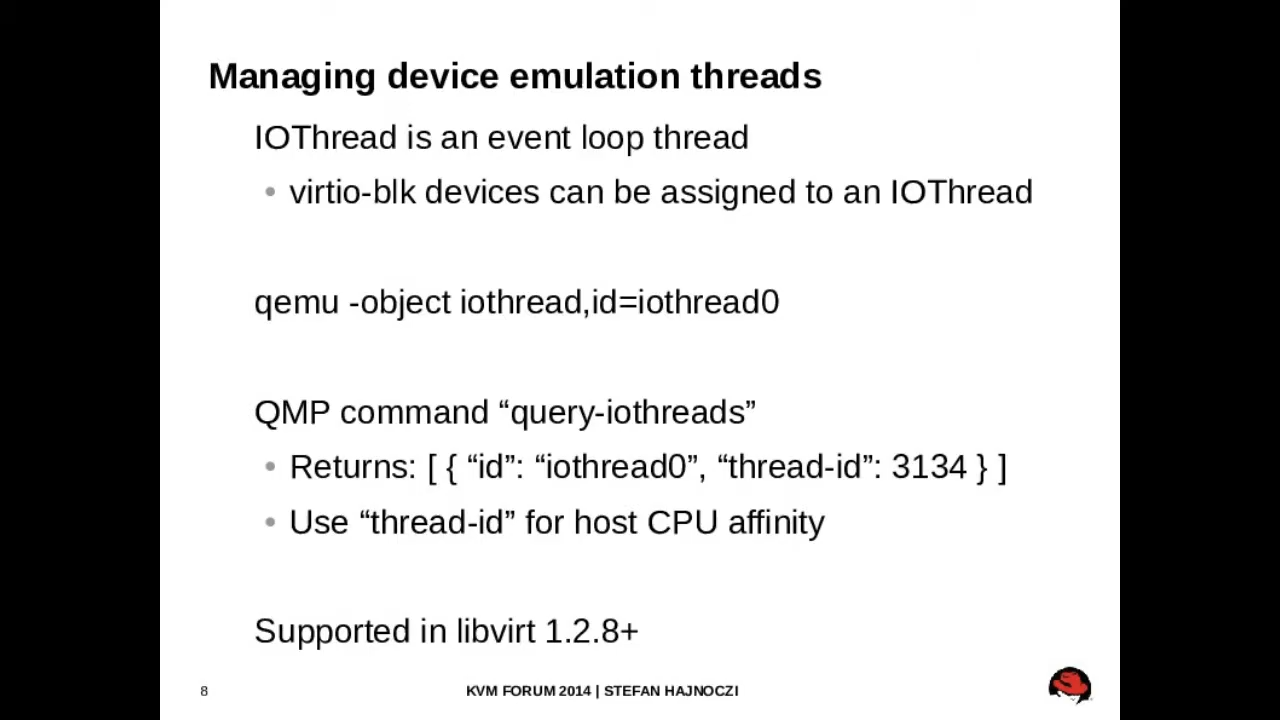 Managing device emulation threads
IOThread is an event loop thread
• virtio-blk devices can be assigned to an IOThread
qemu -object iothread,id=iothread0
QMP command “query-iothreads”
• Returns: [ { “id”: “iothread0”, “thread-id”: 3134 } ]
• Use “thread-id” for host CPU affinity
Supported in libvirt 1.2.8+
8 KVM FORUM 2014 | STEFAN HAJNOCZI